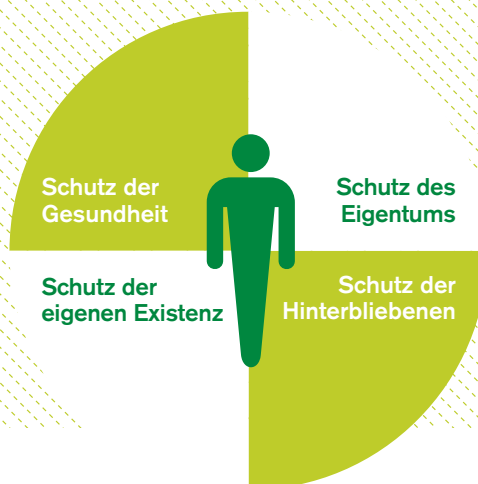 Schutz der
Gesundheit
Schutz des
Eigentums
Schutz der
eigenen Existenz
Schutz der
Hinterbliebenen